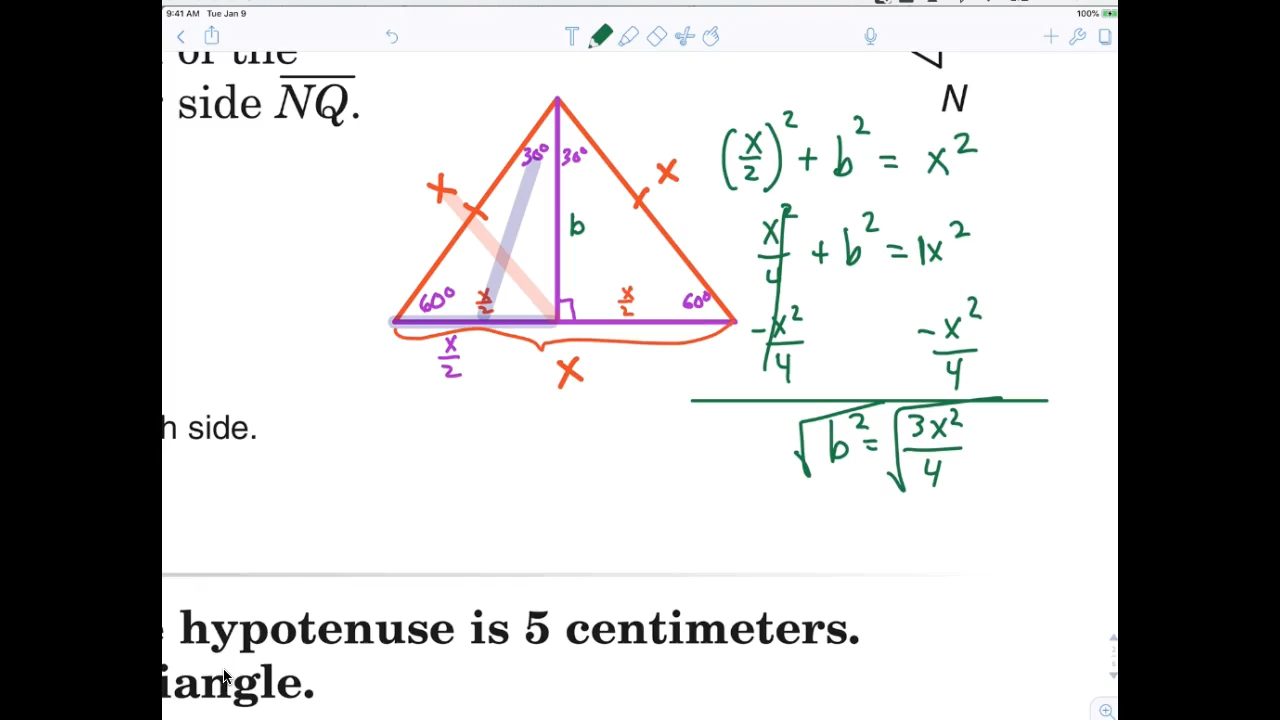 9:41 AM Tue Jan 9
100%
of the
side NQ.
N
30° 30°
x
x
b
60° x/2 x/2 60°
x/2
x
(x/2)² + b² = x²
x²/4 + b² = 1x²
-x²/4 -x²/4
√b² = √3x²/4
h side.
hypotenuse is 5 centimeters.
iangle.